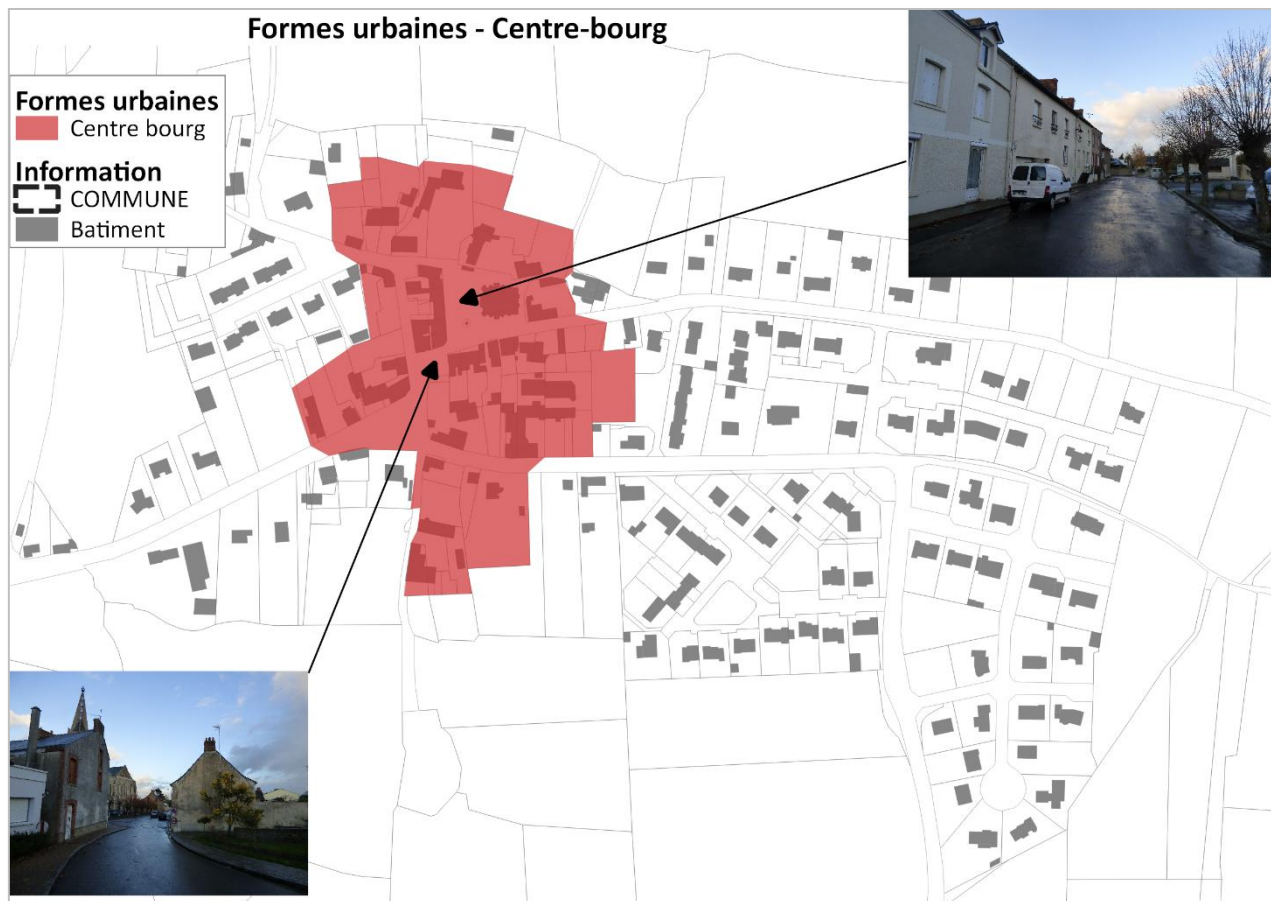 Formes urbaines - Centre-bourg
Formes urbaines
Centre bourg
Information
COMMUNE
Batiment